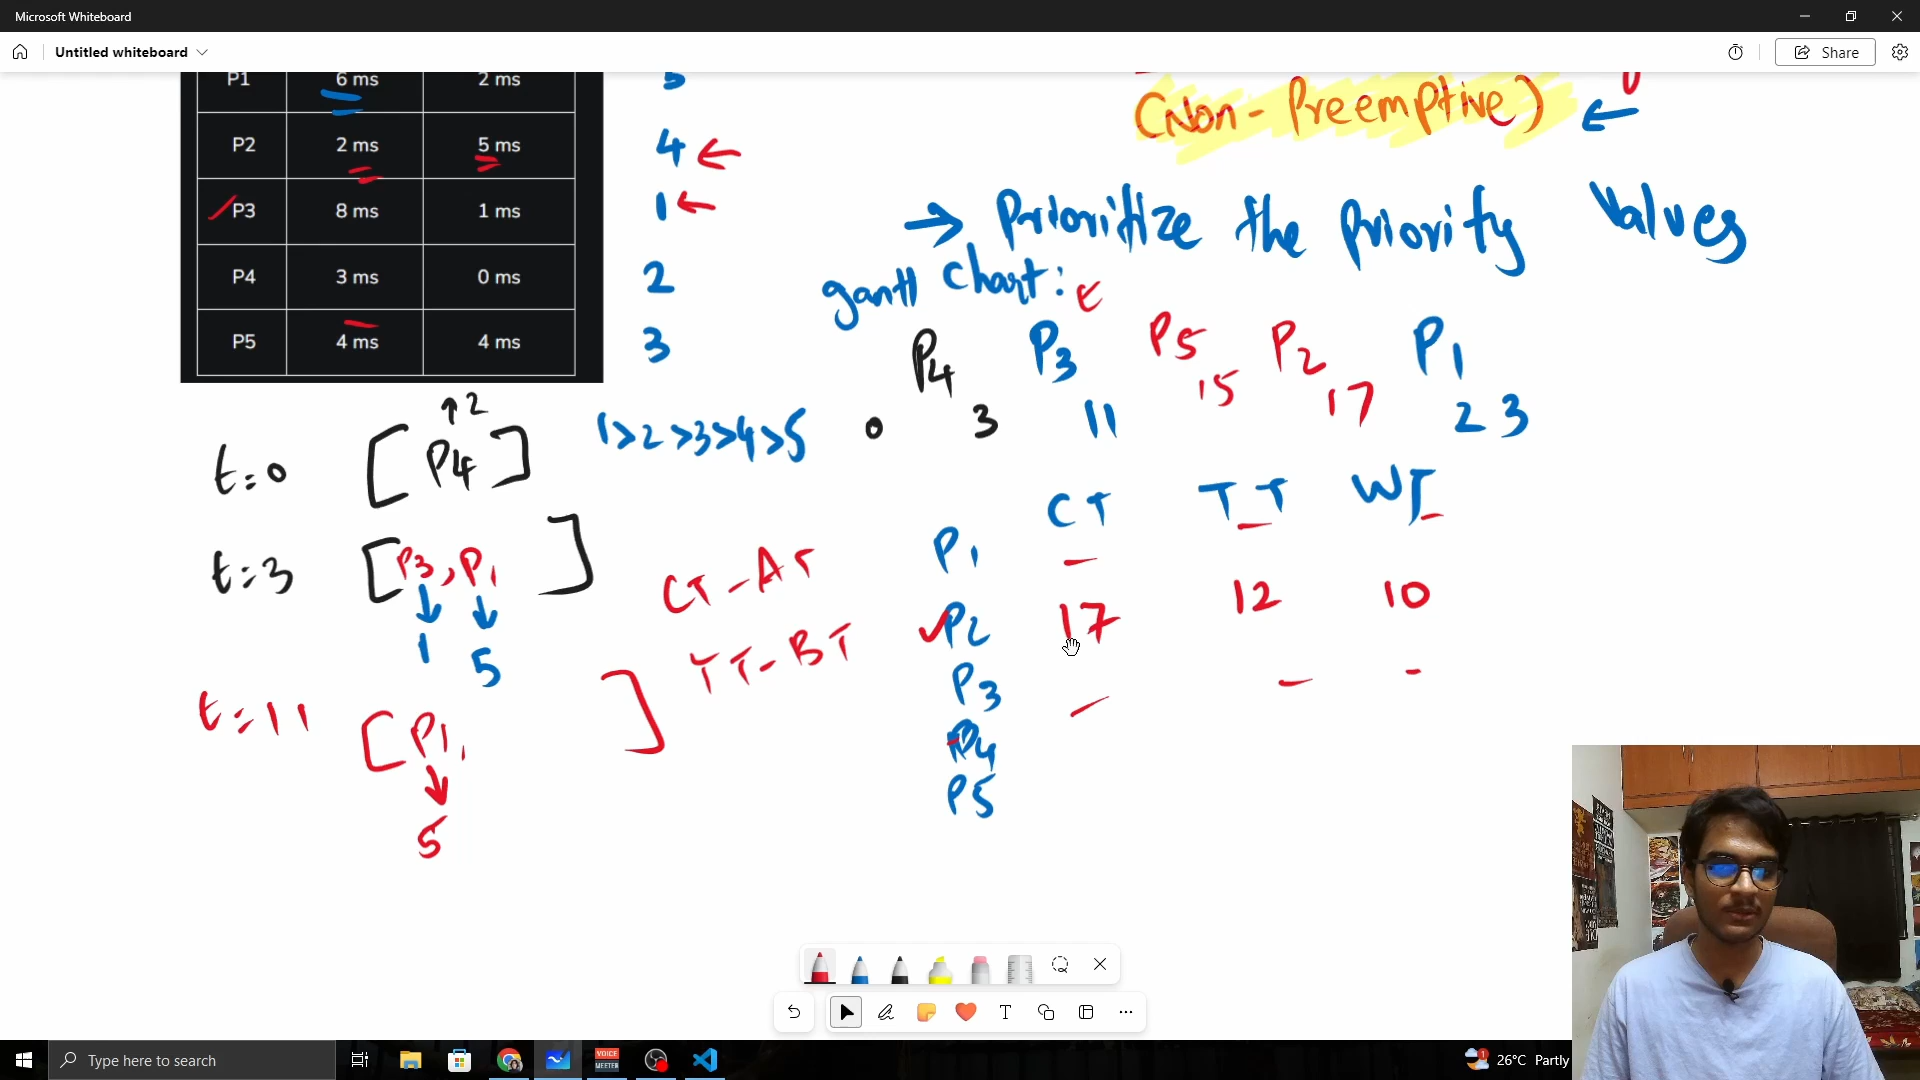 Microsoft Whiteboard
Untitled whiteboard
Share
P1 6 ms 2 ms 5
P2 2 ms 5 ms 4 ←
P3 8 ms 1 ms 1 ←
P4 3 ms 0 ms 2
P5 4 ms 4 ms 3
(Non-Preemptive) ←
→ Prioritize the priority values
gantt chart:
P4 P3 P5 P2 P1
0 3 11 15 17 23
1>2>3>4>5
↑2
t=0 [P4]
t=3 [P3, P1 ]
↓ ↓
1 5
t=11 [P1, ]
↓
5
CT-AT
TT-BT
CT TT WT
P1 -
✓P2 17 12 10
P3 - - -
P4
P5
Type here to search
VOICE
MEETER
26°C Partly